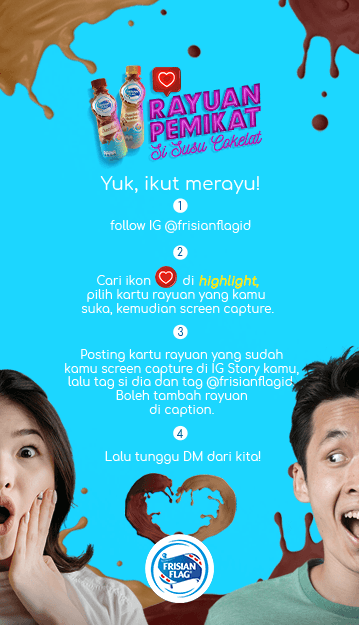 RAYUAN
PEMIKAT
Si Susu Cokelat
Yuk, ikut merayu!
1
follow IG @frisianflagid
2
Cari ikon di highlight,
pilih kartu rayuan yang kamu
suka, kemudian screen capture.
3
Posting kartu rayuan yang sudah
kamu screen capture di IG Story kamu,
lalu tag si dia dan tag @frisianflagid.
Boleh tambah rayuan
di caption.
4
Lalu tunggu DM dari kita!
FRISIAN
FLAG